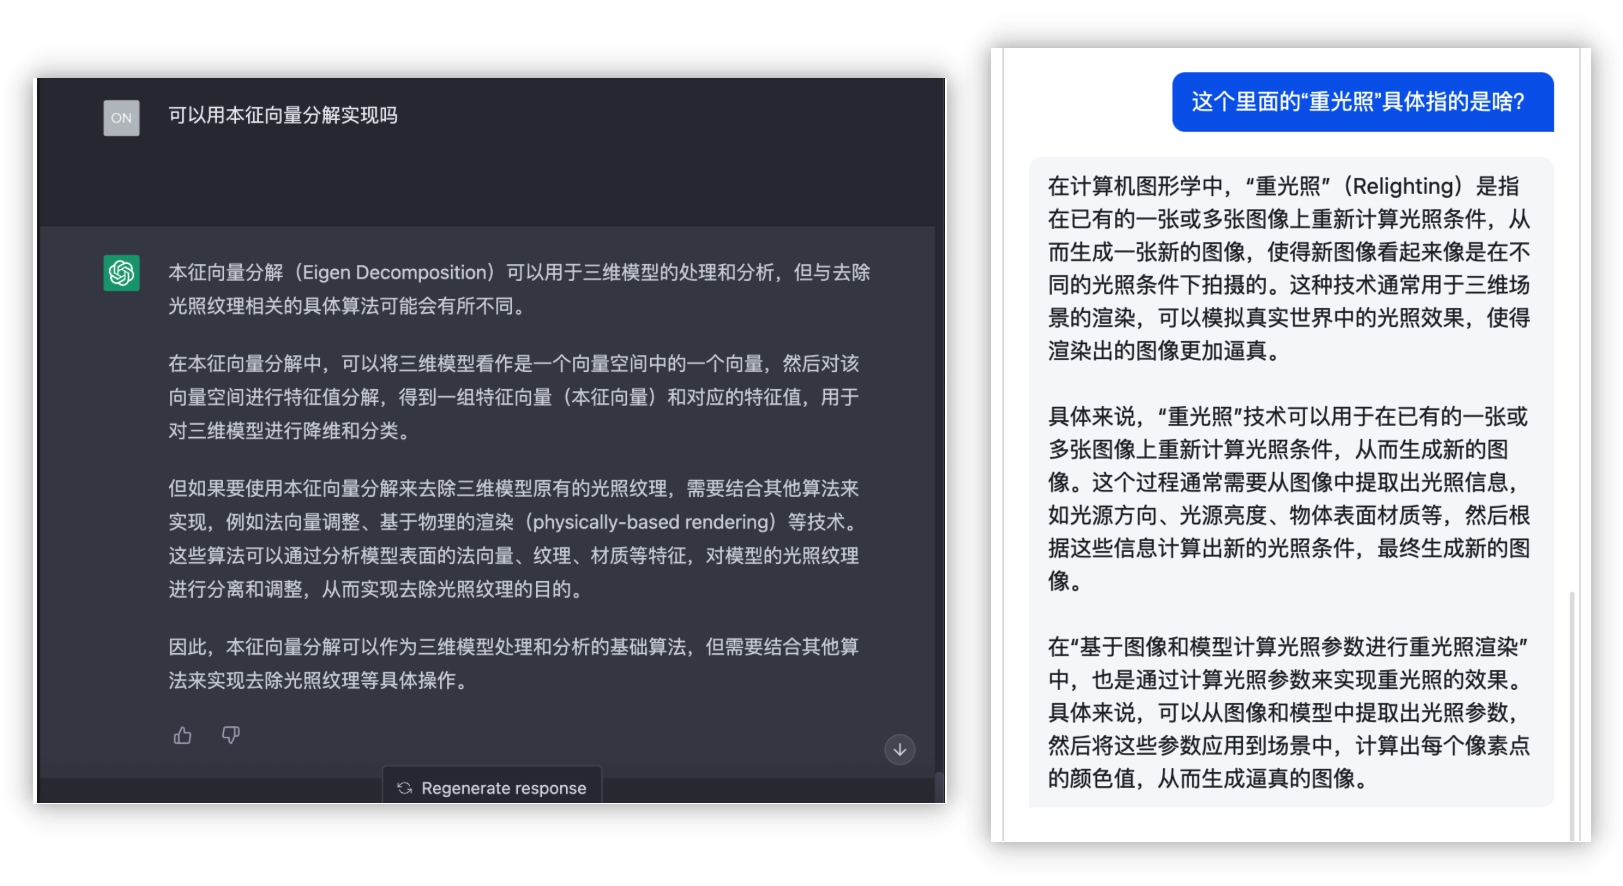 ON
可以用本征向量分解实现吗
本征向量分解（Eigen Decomposition）可以用于三维模型的处理和分析，但与去除
光照纹理相关的具体算法可能会有所不同。
在本征向量分解中，可以将三维模型看作是一个向量空间中的一个向量，然后对该
向量空间进行特征值分解，得到一组特征向量（本征向量）和对应的特征值，用于
对三维模型进行降维和分类。
但如果要使用本征向量分解来去除三维模型原有的光照纹理，需要结合其他算法来
实现，例如法向量调整、基于物理的渲染（physically-based rendering）等技术。
这些算法可以通过分析模型表面的法向量、纹理、材质等特征，对模型的光照纹理
进行分离和调整，从而实现去除光照纹理的目的。
因此，本征向量分解可以作为三维模型处理和分析的基础算法，但需要结合其他算
法来实现去除光照纹理等具体操作。
Regenerate response
这个里面的“重光照”具体指的是啥？
在计算机图形学中，“重光照”（Relighting）是指
在已有的一张或多张图像上重新计算光照条件，从
而生成一张新的图像，使得新图像看起来像是在不
同的光照条件下拍摄的。这种技术通常用于三维场
景的渲染，可以模拟真实世界中的光照效果，使得
渲染出的图像更加逼真。
具体来说，“重光照”技术可以用于在已有的一张或
多张图像上重新计算光照条件，从而生成新的图
像。这个过程通常需要从图像中提取出光照信息，
如光源方向、光源亮度、物体表面材质等，然后根
据这些信息计算出新的光照条件，最终生成新的图
像。
在“基于图像和模型计算光照参数进行重光照渲染”
中，也是通过计算光照参数来实现重光照的效果。
具体来说，可以从图像和模型中提取出光照参数，
然后将这些参数应用到场景中，计算出每个像素点
的颜色值，从而生成逼真的图像。